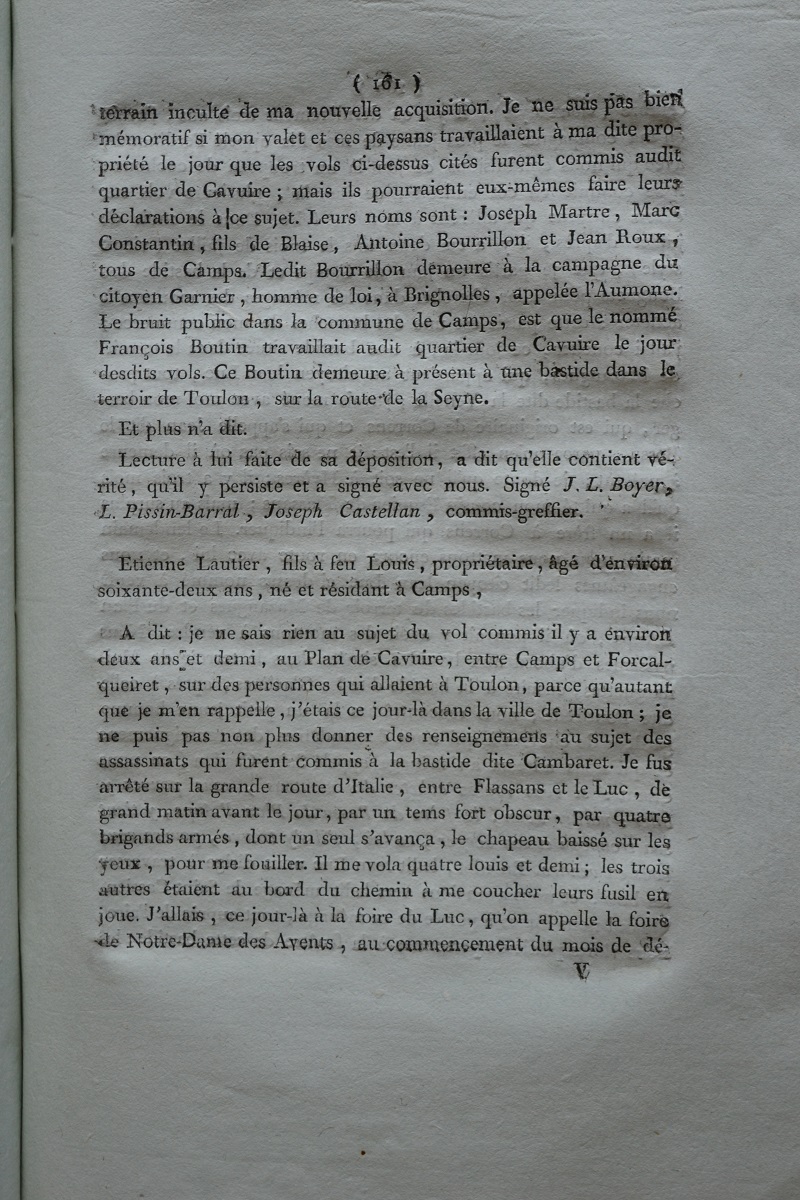 ( 161 )
terrain inculte de ma nouvelle acquisition. Je ne suis pas bien
mémoratif si mon valet et ces paysans travaillaient à ma dite pro-
priété le jour que les vols ci-dessus cités furent commis audit
quartier de Cavuire ; mais ils pourraient eux-mêmes faire leurs
déclarations à ce sujet. Leurs noms sont : Joseph Martre, Marc
Constantin, fils de Blaise, Antoine Bourrillon et Jean Roux,
tous de Camps. Ledit Bourrillon demeure à la campagne du
citoyen Garnier, homme de loi, à Brignolles, appelée l'Aumone.
Le bruit public dans la commune de Camps, est que le nommé
François Boutin travaillait audit quartier de Cavuire le jour
desdits vols. Ce Boutin demeure à présent à une bastide dans le
terroir de Toulon, sur la route de la Seyne.
Et plus n'a dit.
Lecture à lui faite de sa déposition, a dit qu'elle contient vé-
rité, qu'il y persiste et a signé avec nous. Signé J. L. Boyer,
L. Pissin-Barral, Joseph Castellan, commis-greffier.
Etienne Lautier, fils à feu Louis, propriétaire, âgé d'environ
soixante-deux ans, né et résidant à Camps,
A dit : je ne sais rien au sujet du vol commis il y a environ
deux ans et demi, au Plan de Cavuire, entre Camps et Forcal-
queiret, sur des personnes qui allaient à Toulon, parce qu'autant
que je m'en rappelle, j'étais ce jour-là dans la ville de Toulon ; je
ne puis pas non plus donner des renseignemens au sujet des
assassinats qui furent commis à la bastide dite Cambaret. Je fus
arrêté sur la grande route d'Italie, entre Flassans et le Luc, de
grand matin avant le jour, par un tems fort obscur, par quatre
brigands armés, dont un seul s'avança, le chapeau baissé sur les
yeux, pour me fouiller. Il me vola quatre louis et demi ; les trois
autres étaient au bord du chemin à me coucher leurs fusil en
joue. J'allais, ce jour-là à la foire du Luc, qu'on appelle la foire
de Notre-Dame des Avents, au commencement du mois de dé-
V